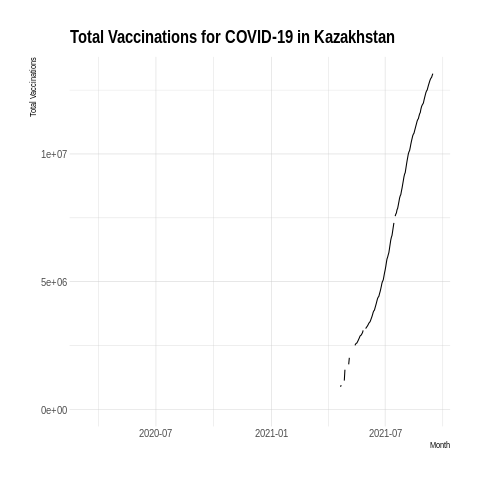 Total Vaccinations for COVID-19 in Kazakhstan
Total Vaccinations
1e+07
5e+06
0e+00
2020-07
2021-01
2021-07
Month